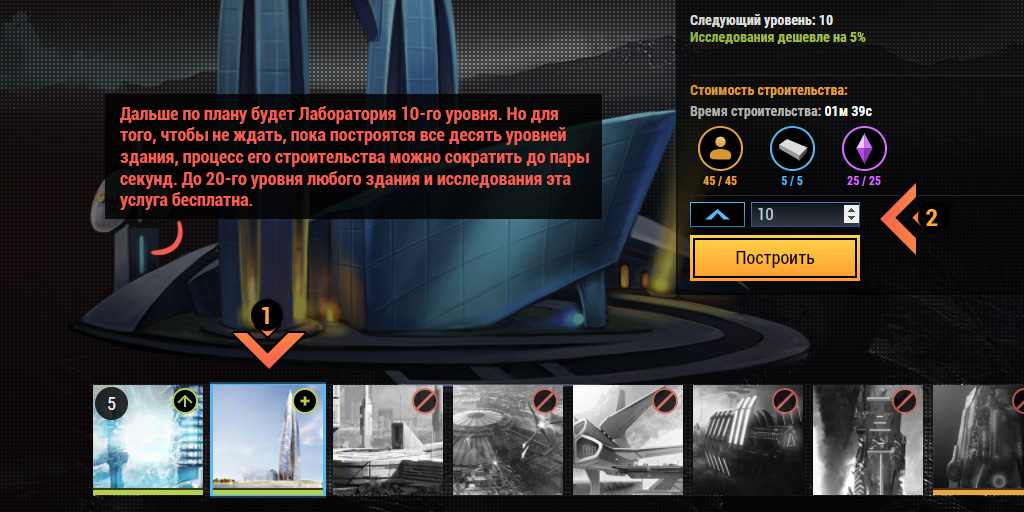 Следующий уровень: 10
Исследования дешевле на 5%
Стоимость строительства:
Время строительства: 01м 39с
45 / 45
5 / 5
25 / 25
10
2
Построить
Дальше по плану будет Лаборатория 10-го уровня. Но для
того, чтобы не ждать, пока построятся все десять уровней
здания, процесс его строительства можно сократить до пары
секунд. До 20-го уровня любого здания и исследования эта
услуга бесплатна.
1
5